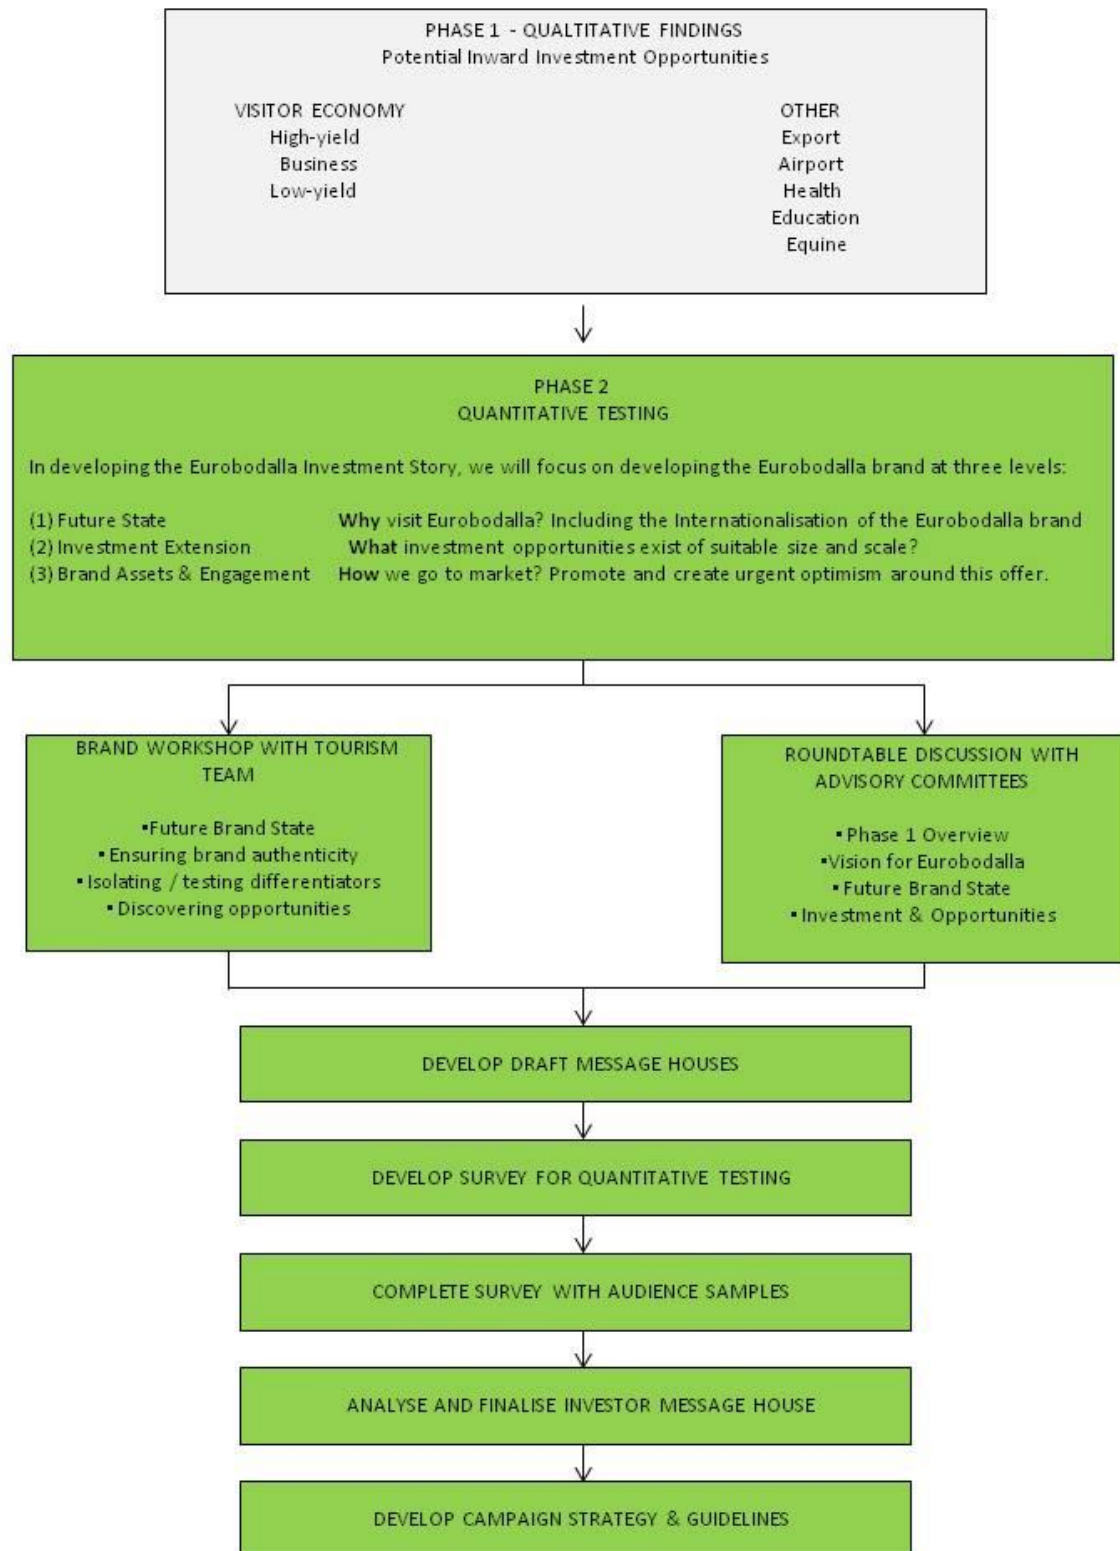 PHASE 1 - QUALTITATIVE FINDINGS
Potential Inward Investment Opportunities
VISITOR ECONOMY
High-yield
Business
Low-yield
OTHER
Export
Airport
Health
Education
Equine
PHASE 2
QUANTITATIVE TESTING
In developing the Eurobodalla Investment Story, we will focus on developing the Eurobodalla brand at three levels:
(1) Future State Why visit Eurobodalla? Including the Internationalisation of the Eurobodalla brand
(2) Investment Extension What investment opportunities exist of suitable size and scale?
(3) Brand Assets & Engagement How we go to market? Promote and create urgent optimism around this offer.
BRAND WORKSHOP WITH TOURISM
TEAM
▪Future Brand State
▪Ensuring brand authenticity
▪Isolating / testing differentiators
▪Discovering opportunities
ROUNDTABLE DISCUSSION WITH
ADVISORY COMMITTEES
▪Phase 1 Overview
▪Vision for Eurobodalla
▪Future Brand State
▪Investment & Opportunities
DEVELOP DRAFT MESSAGE HOUSES
DEVELOP SURVEY FOR QUANTITATIVE TESTING
COMPLETE SURVEY WITH AUDIENCE SAMPLES
ANALYSE AND FINALISE INVESTOR MESSAGE HOUSE
DEVELOP CAMPAIGN STRATEGY & GUIDELINES